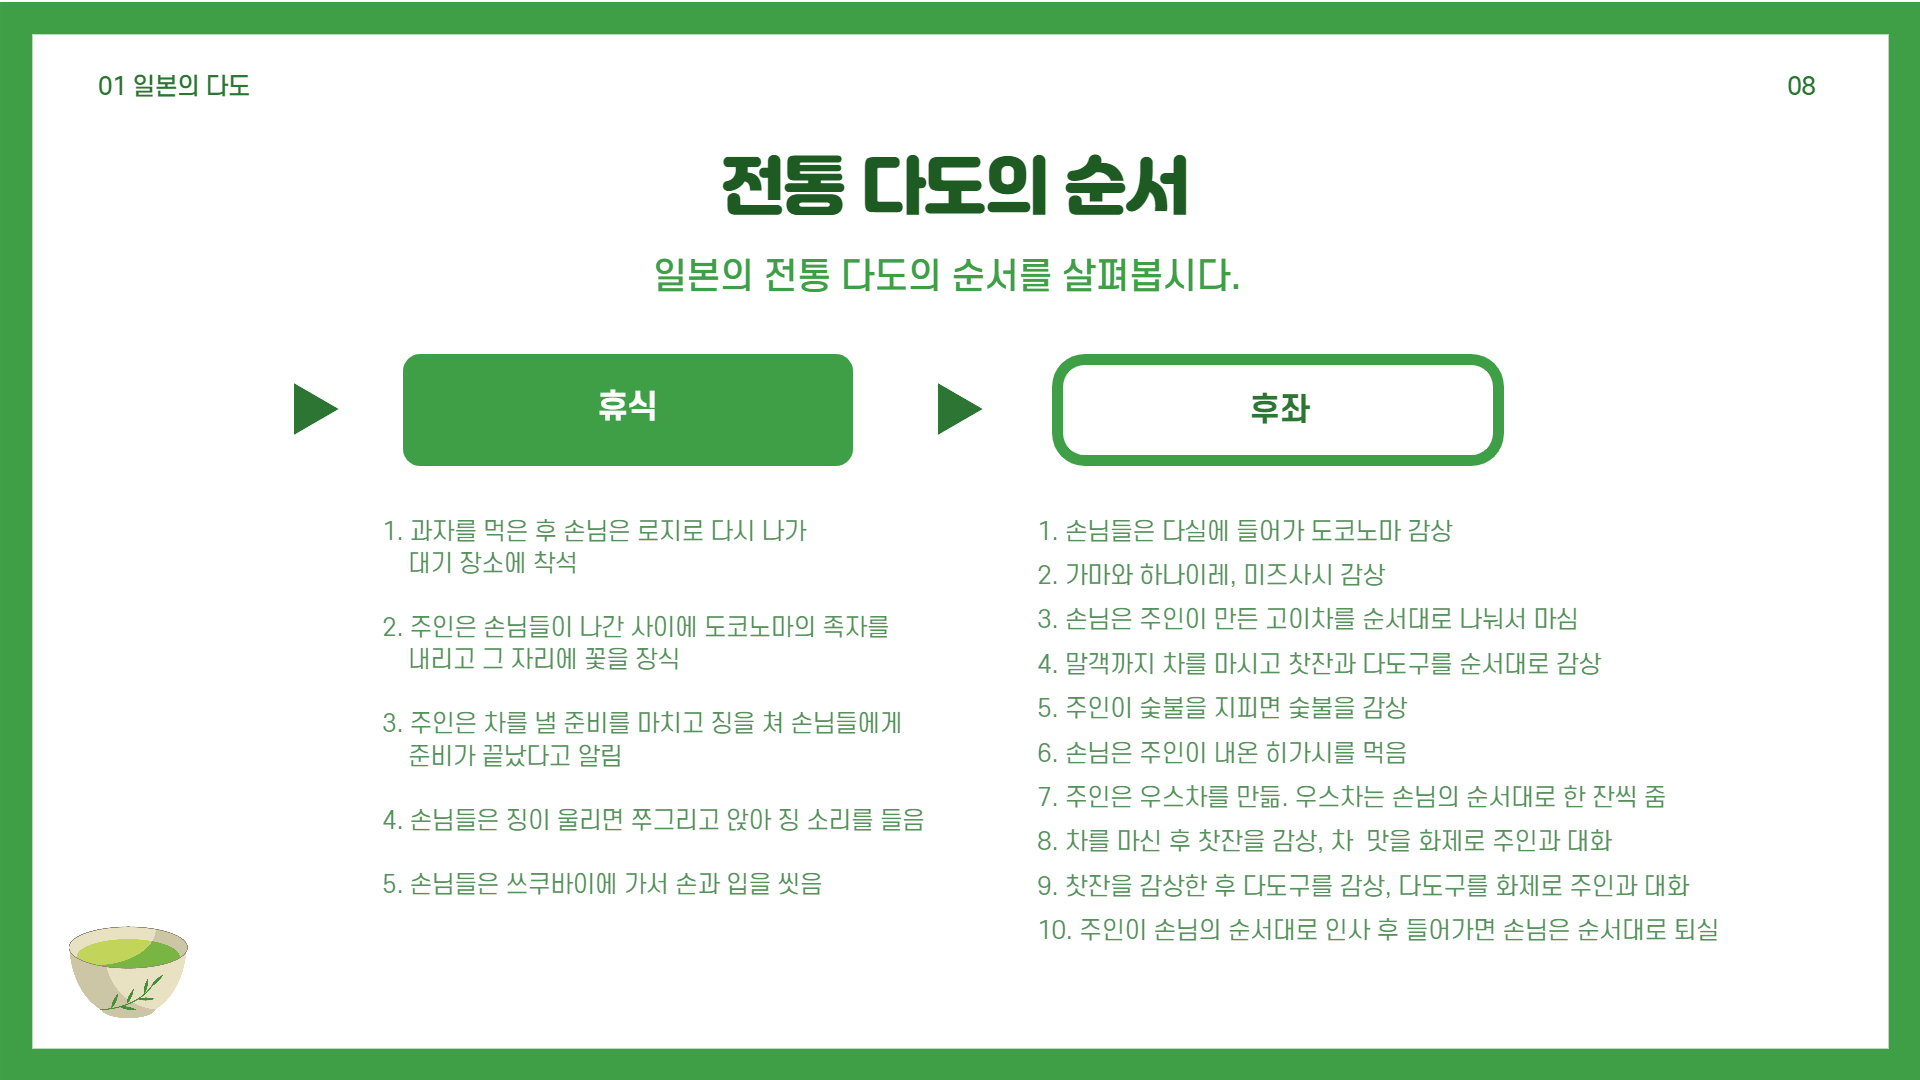 01 일본의 다도
08
전통 다도의 순서
일본의 전통 다도의 순서를 살펴봅시다.
휴식
1. 과자를 먹은 후 손님은 로지로 다시 나가
대기 장소에 착석
2. 주인은 손님들이 나간 사이에 도코노마의 족자를
내리고 그 자리에 꽃을 장식
3. 주인은 차를 낼 준비를 마치고 징을 쳐 손님들에게
준비가 끝났다고 알림
4. 손님들은 징이 울리면 쭈그리고 앉아 징 소리를 들음
5. 손님들은 쓰쿠바이에 가서 손과 입을 씻음
후좌
1. 손님들은 다실에 들어가 도코노마 감상
2. 가마와 하나이레, 미즈사시 감상
3. 손님은 주인이 만든 고이차를 순서대로 나눠서 마심
4. 말객까지 차를 마시고 찻잔과 다도구를 순서대로 감상
5. 주인이 숯불을 지피면 숯불을 감상
6. 손님은 주인이 내온 히가시를 먹음
7. 주인은 우스차를 만듦. 우스차는 손님의 순서대로 한 잔씩 줌
8. 차를 마신 후 찻잔을 감상, 차  맛을 화제로 주인과 대화
9. 찻잔을 감상한 후 다도구를 감상, 다도구를 화제로 주인과 대화
10. 주인이 손님의 순서대로 인사 후 들어가면 손님은 순서대로 퇴실